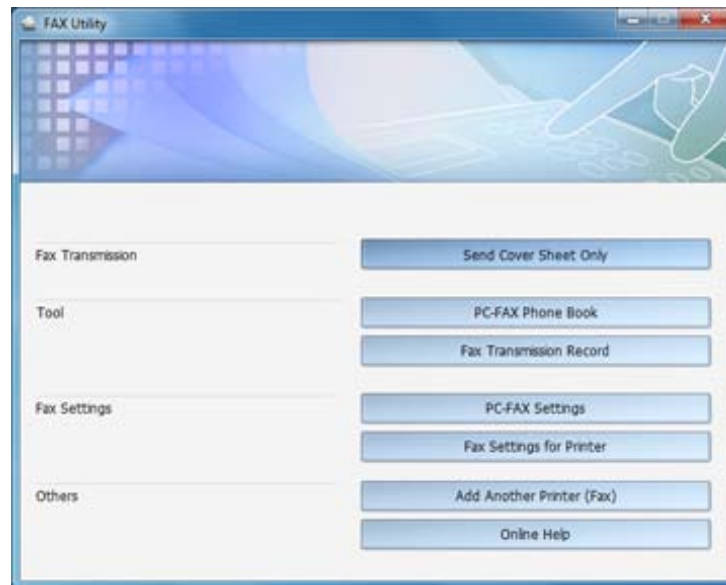 FAX Utility
Fax Transmission
Send Cover Sheet Only
Tool
PC-FAX Phone Book
Fax Transmission Record
Fax Settings
PC-FAX Settings
Fax Settings for Printer
Others
Add Another Printer (Fax)
Online Help